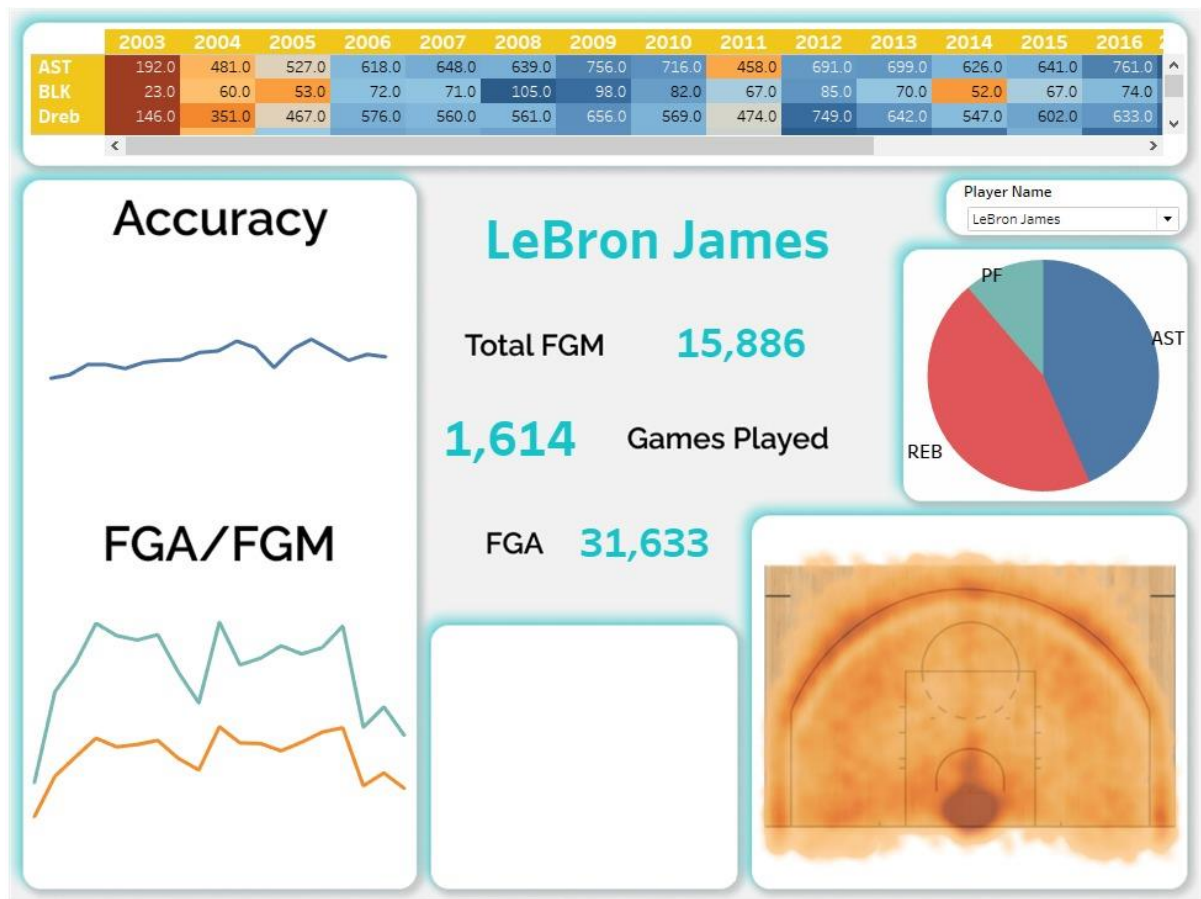 2003 2004 2005 2006 2007 2008 2009 2010 2011 2012 2013 2014 2015 2016
AST 192.0 481.0 527.0 618.0 648.0 639.0 756.0 716.0 458.0 691.0 699.0 626.0 641.0 761.0
BLK 23.0 60.0 53.0 72.0 71.0 105.0 98.0 82.0 67.0 85.0 70.0 52.0 67.0 74.0
Dreb 146.0 351.0 467.0 576.0 560.0 561.0 656.0 569.0 474.0 749.0 642.0 547.0 602.0 633.0
Player Name
LeBron James
Accuracy
LeBron James
Total FGM 15,886
1,614 Games Played
FGA 31,633
PF
AST
REB
FGA/FGM